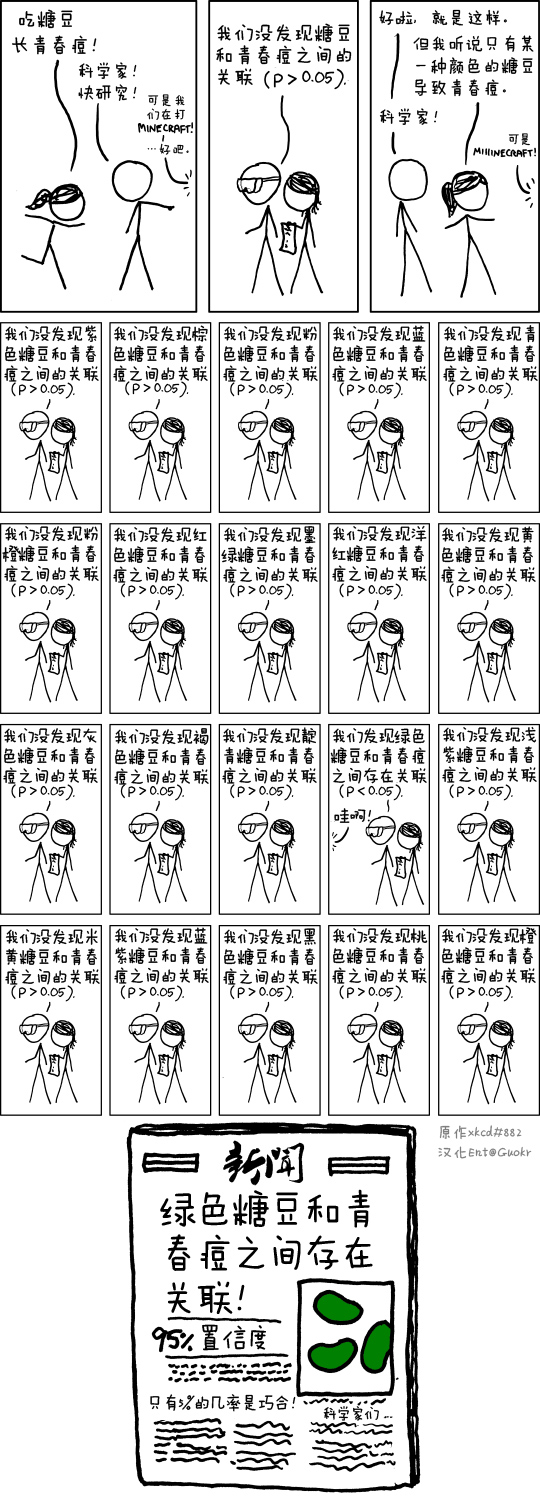 吃糖豆
长青春痘！
科学家！
快研究！
可是我
们在打
MINECRAFT!
…好吧。
我们没发现糖豆
和青春痘之间的
关联（P＞0.05).
好啦，就是这样。
但我听说只有某
一种颜色的糖豆
导致青春痘。
科学家！
可是
MIIIINECRAFT!
我们没发现紫
色糖豆和青春
痘之间的关联
(P＞0.05).
我们没发现棕
色糖豆和青春
痘之间的关联
(P＞0.05).
我们没发现粉
色糖豆和青春
痘之间的关联
(P＞0.05).
我们没发现蓝
色糖豆和青春
痘之间的关联
(P＞0.05).
我们没发现青
色糖豆和青春
痘之间的关联
(P＞0.05).
我们没发现粉
橙糖豆和青春
痘之间的关联
(P＞0.05).
我们没发现红
色糖豆和青春
痘之间的关联
(P＞0.05).
我们没发现墨
绿糖豆和青春
痘之间的关联
(P＞0.05).
我们没发现洋
红糖豆和青春
痘之间的关联
(P＞0.05).
我们没发现黄
色糖豆和青春
痘之间的关联
(P＞0.05).
我们没发现灰
色糖豆和青春
痘之间的关联
(P＞0.05).
我们没发现褐
色糖豆和青春
痘之间的关联
(P＞0.05).
我们没发现靛
青糖豆和青春
痘之间的关联
(P＞0.05).
我们发现绿色
糖豆和青春痘
之间存在关联
(P＜0.05).
哇啊！
我们没发现浅
紫糖豆和青春
痘之间的关联
(P＞0.05).
我们没发现米
黄糖豆和青春
痘之间的关联
(P＞0.05).
我们没发现蓝
紫糖豆和青春
痘之间的关联
(P＞0.05).
我们没发现黑
色糖豆和青春
痘之间的关联
(P＞0.05).
我们没发现桃
色糖豆和青春
痘之间的关联
(P＞0.05).
我们没发现橙
色糖豆和青春
痘之间的关联
(P＞0.05).
原作xkcd#882
汉化Ent@Guokr
新闻
绿色糖豆和青
春痘之间存在
关联！
95%置信度
只有5%的几率是巧合！
科学家们…